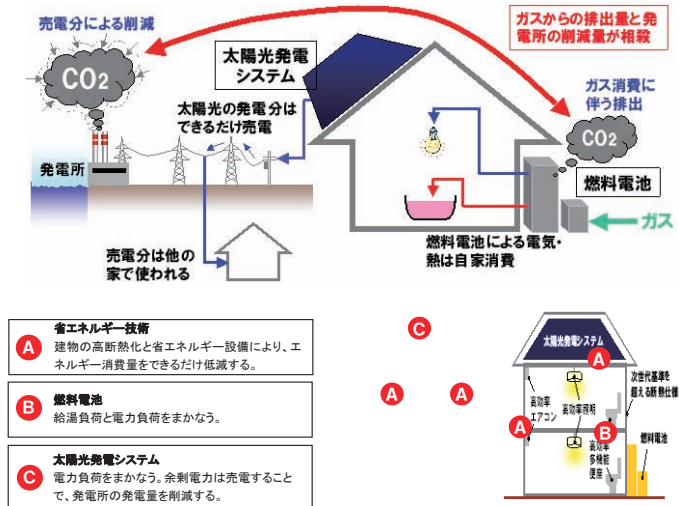 売電分による削減
ガスからの排出量と発
電所の削減量が相殺
CO2
太陽光発電
システム
ガス消費に
伴う排出
太陽光の発電分は
できるだけ売電
CO2
発電所
燃料電池
ガス
燃料電池による電気・
熱は自家消費
売電分は他の
家で使われる
A
省エネルギー技術
建物の高断熱化と省エネルギー設備により、エ
ネルギー消費量をできるだけ低減する。
B
燃料電池
給湯負荷と電力負荷をまかなう。
C
太陽光発電システム
電力負荷をまかなう。余剰電力は売電すること
で、発電所の発電量を削減する。
C
A
A
太陽光発電システム
A
次世代基準を
超える断熱仕様
高効率
エアコン
高効率照明
A
B
高効率
多機能
便座
燃料電池